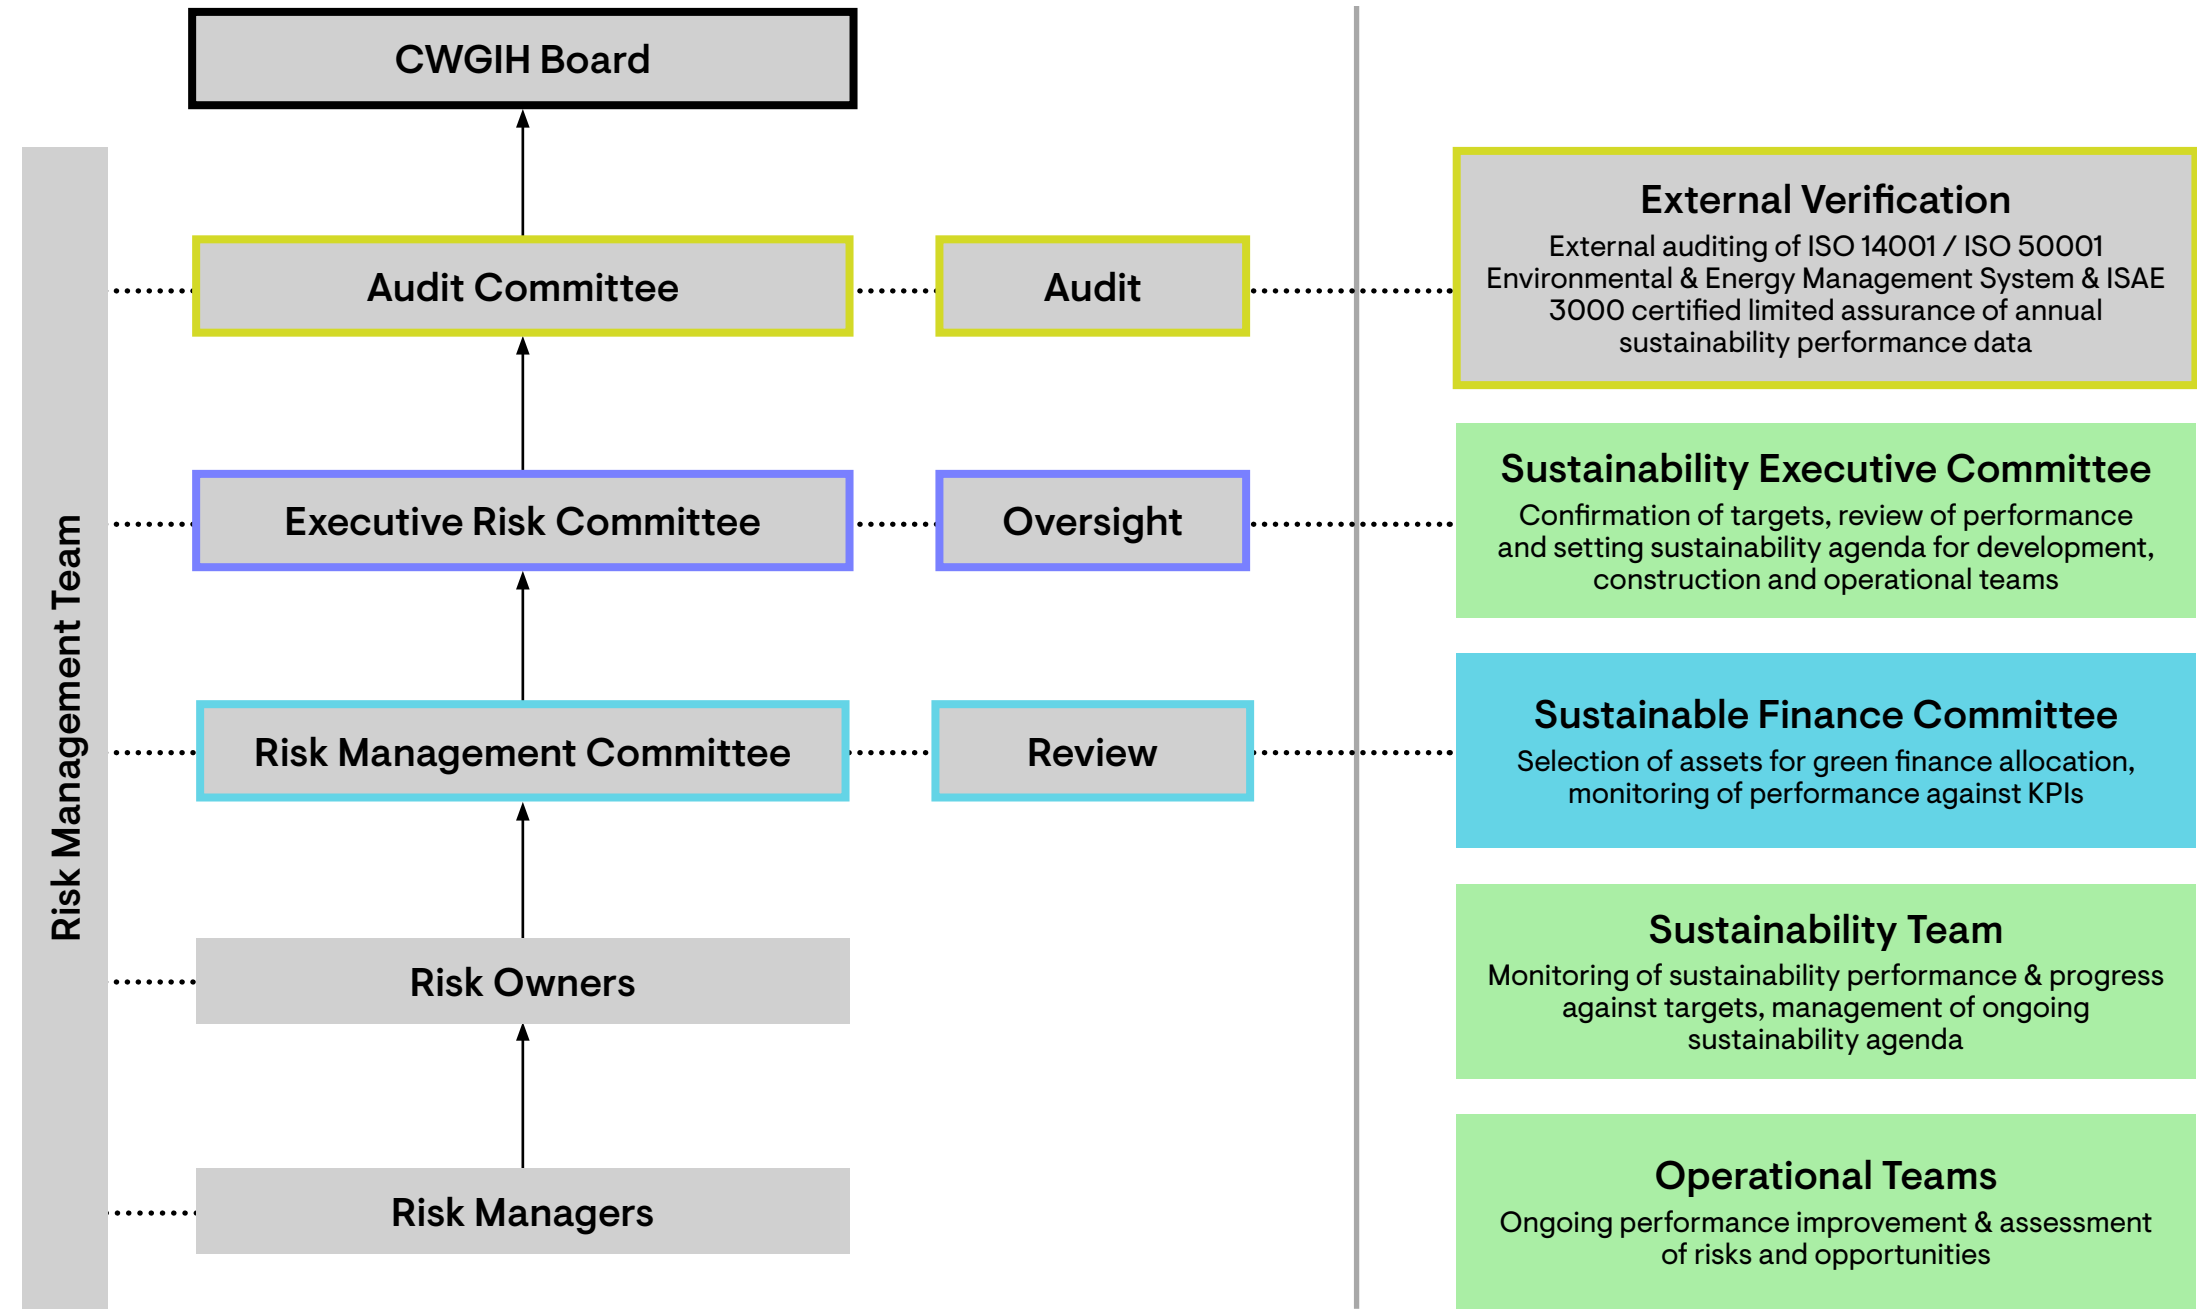 CWGIH Board
Risk Management Team
Audit Committee
Audit
External Verification
External auditing of ISO 14001 / ISO 50001
Environmental & Energy Management System & ISAE
3000 certified limited assurance of annual
sustainability performance data
Executive Risk Committee
Oversight
Sustainability Executive Committee
Confirmation of targets, review of performance
and setting sustainability agenda for development,
construction and operational teams
Risk Management Committee
Review
Sustainable Finance Committee
Selection of assets for green finance allocation,
monitoring of performance against KPIs
Risk Owners
Sustainability Team
Monitoring of sustainability performance & progress
against targets, management of ongoing
sustainability agenda
Risk Managers
Operational Teams
Ongoing performance improvement & assessment
of risks and opportunities